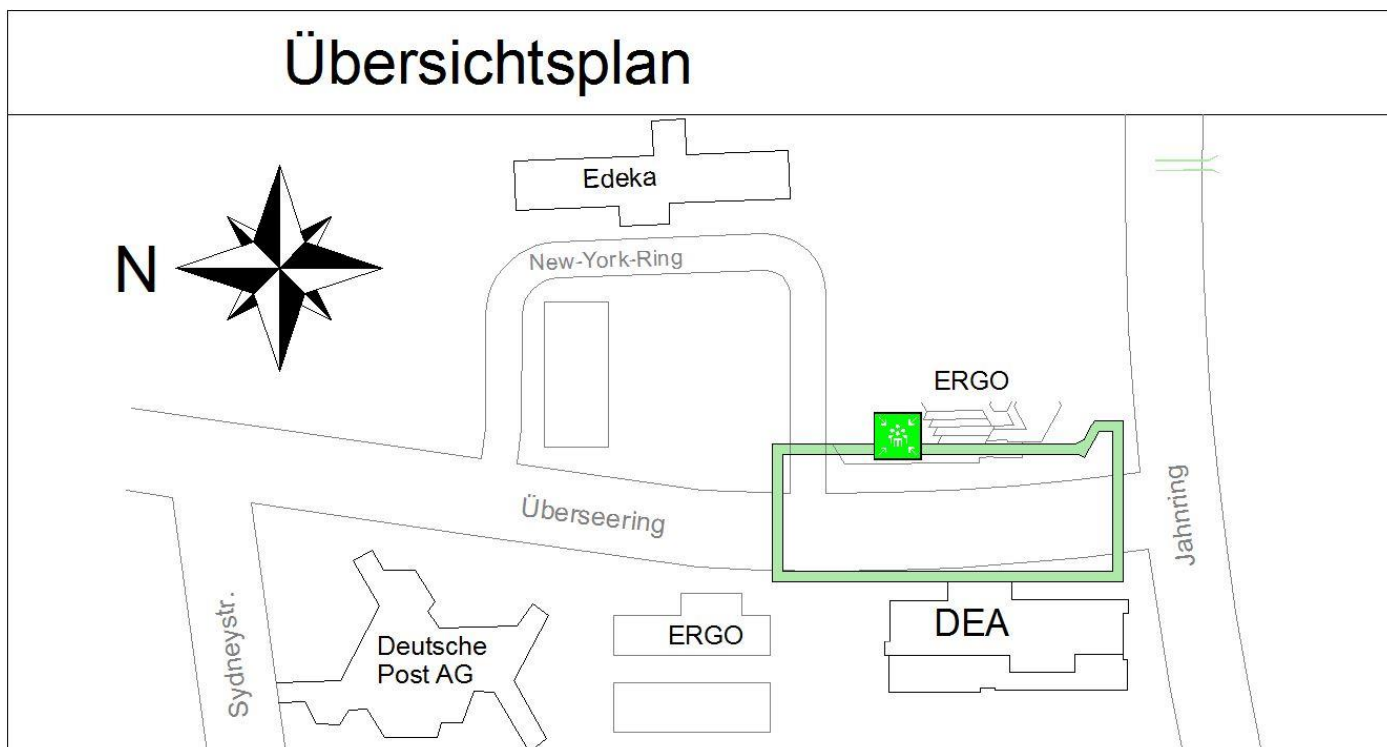 Übersichtsplan
Edeka
N
New-York-Ring
ERGO
Jahnring
Überseering
Sydneystr.
Deutsche
Post AG
ERGO
DEA